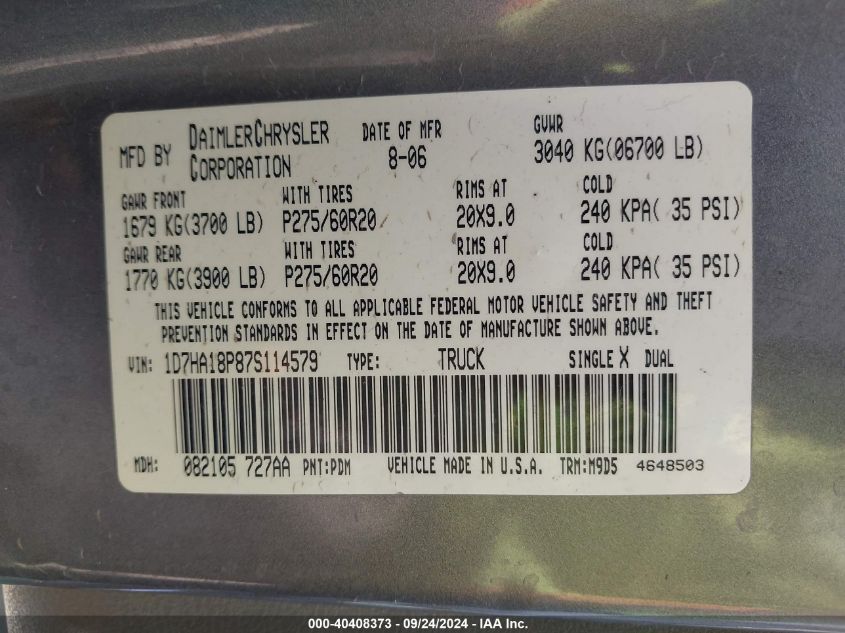 MFD BY DAIMLERCHRYSLER CORPORATION DATE OF MFR 8-06 GVWR 3040 KG(06700 LB)
GAWR FRONT WITH TIRES RIMS AT COLD
1679 KG(3700 LB) P275/60R20 20X9.0 240 KPA( 35 PSI)
GAWR REAR WITH TIRES RIMS AT COLD
1770 KG(3900 LB) P275/60R20 20X9.0 240 KPA( 35 PSI)
THIS VEHICLE CONFORMS TO ALL APPLICABLE FEDERAL MOTOR VEHICLE SAFETY AND THEFT
PREVENTION STANDARDS IN EFFECT ON THE DATE OF MANUFACTURE SHOWN ABOVE.
VIN: 1D7HA18P87S114579 TYPE: TRUCK SINGLE X DUAL
MDH: 082105 727AA PNT:PDM VEHICLE MADE IN U.S.A. TRM:M9D5 4648503
000-40408373 - 09/24/2024 - IAA Inc.